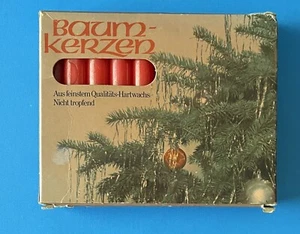 BAUM-
KERZEN
Aus feinstem Qualitäts-Hartwachs
Nicht tropfend